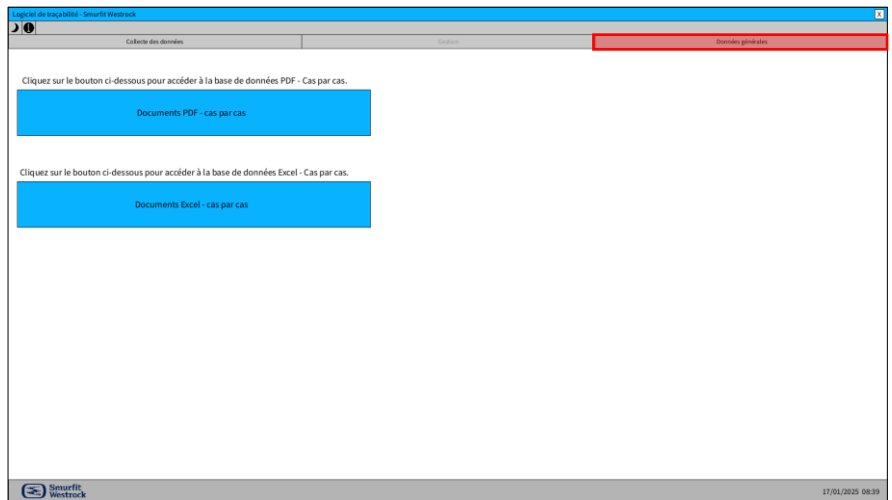 Logiciel de traçabilité - Smurfit Westrock
X
Collecte des données
Gestion
Données générales
Cliquez sur le bouton ci-dessous pour accéder à la base de données PDF - Cas par cas.
Documents PDF - cas par cas
Cliquez sur le bouton ci-dessous pour accéder à la base de données Excel - Cas par cas.
Documents Excel - cas par cas
Smurfit
Westrock
17/01/2025 08:39